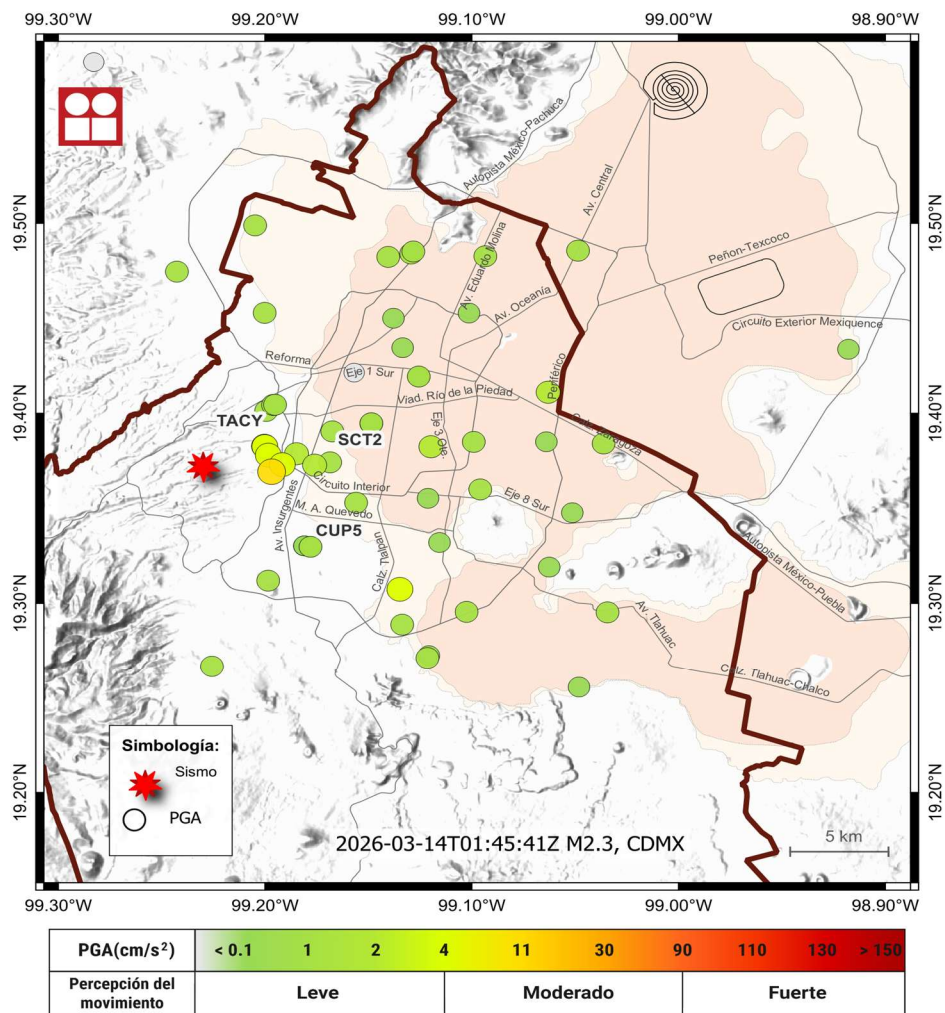 99.30°W 99.20°W 99.10°W 99.00°W 98.90°W
19.50°N 19.50°N
19.40°N 19.40°N
19.30°N 19.30°N
19.20°N 19.20°N
Autopista México-Pachuca
Av. Central
Av. Eduardo Molina
Peñon-Texcoco
Av. Oceanía
Circuito Exterior Mexiquence
Reforma
Eje 1 Sur
Periférico
Viad. Río de la Piedad
TACY
SCT2
Eje 3 Ote.
Calz. Zaragoza
Circuito Interior
Eje 8 Sur
M. A. Quevedo
Av. Insurgentes
CUP5
Calz. Tlalpan
Autopista México-Puebla
Av. Tlahuac
Calz. Tlahuac-Chalco
Simbología:
Sismo
PGA
2026-03-14T01:45:41Z M2.3, CDMX
5 km
99.30°W 99.20°W 99.10°W 99.00°W 98.90°W
PGA(cm/s²) < 0.1 1 2 4 11 30 90 110 130 > 150
Percepción del
movimiento
Leve Moderado Fuerte